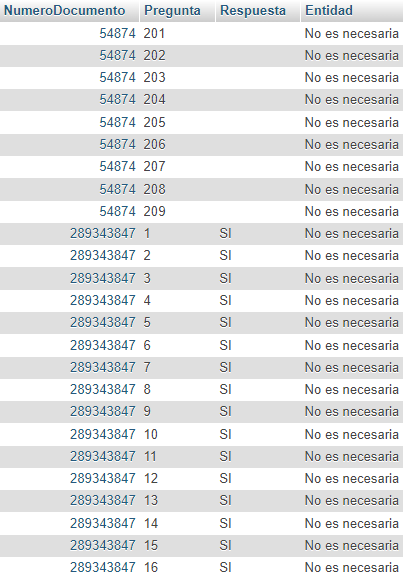 NumeroDocumento Pregunta Respuesta Entidad
54874 201 No es necesaria
54874 202 No es necesaria
54874 203 No es necesaria
54874 204 No es necesaria
54874 205 No es necesaria
54874 206 No es necesaria
54874 207 No es necesaria
54874 208 No es necesaria
54874 209 No es necesaria
289343847 1 SI No es necesaria
289343847 2 SI No es necesaria
289343847 3 SI No es necesaria
289343847 4 SI No es necesaria
289343847 5 SI No es necesaria
289343847 6 SI No es necesaria
289343847 7 SI No es necesaria
289343847 8 SI No es necesaria
289343847 9 SI No es necesaria
289343847 10 SI No es necesaria
289343847 11 SI No es necesaria
289343847 12 SI No es necesaria
289343847 13 SI No es necesaria
289343847 14 SI No es necesaria
289343847 15 SI No es necesaria
289343847 16 SI No es necesaria